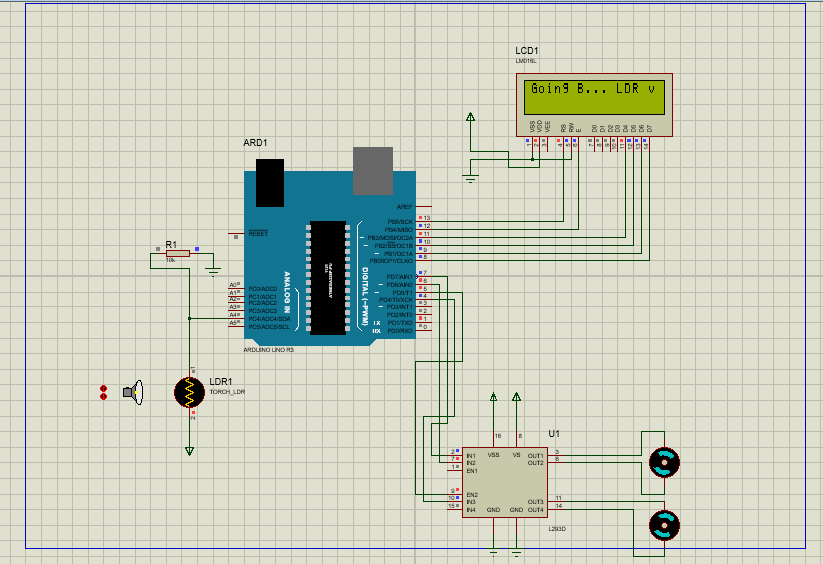 LCD1
LM016L
Going B... LDR v
VSS
VDD
VEE
RS
RW
E
D0
D1
D2
D3
D4
D5
D6
D7
1
2
3
4
5
6
7
8
9
10
11
12
13
14
ARD1
AREF
RESET
PB5/SCK
13
PB4/MISO
12
PB3/MOSI/OC2A
11
PB2/SS/OC1B
10
PB1/OC1A
9
PB0/ICP1/CLKO
8
R1
10k
PD7/AIN1
7
PD6/AIN0
6
PD5/T1
5
PD4/T0/XCK
4
PD3/INT1
3
PD2/INT0
2
PD1/TXD
1
PD0/RXD
0
TX
RX
DIGITAL (~PWM)
ANALOG IN
A0
PC0/ADC0
A1
PC1/ADC1
A2
PC2/ADC2
A3
PC3/ADC3
A4
PC4/ADC4/SDA
A5
PC5/ADC5/SCL
ARDUINO UNO R3
1
LDR1
TORCH_LDR
2
U1
16
8
VSS
VS
2
IN1
7
IN2
1
EN1
9
EN2
10
IN3
15
IN4
GND
GND
OUT1
3
OUT2
6
OUT3
11
OUT4
14
L293D